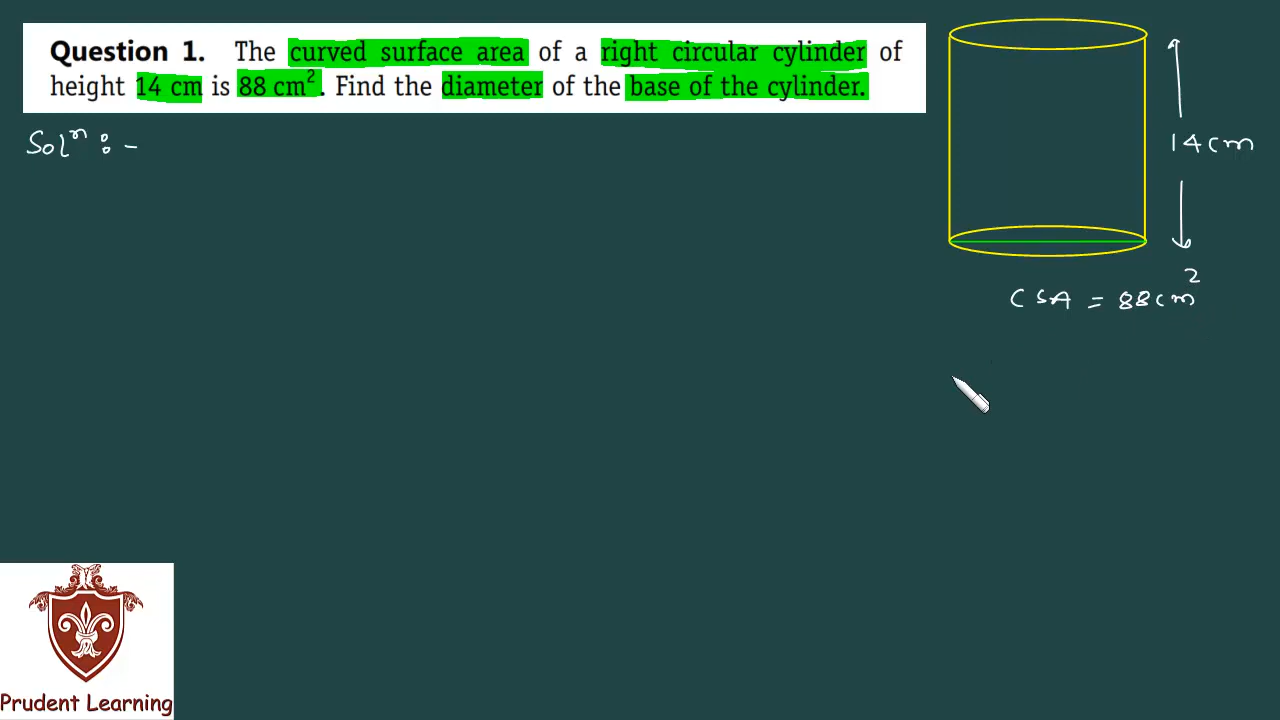 Question 1. The curved surface area of a right circular cylinder of
height 14 cm is 88 cm². Find the diameter of the base of the cylinder.
Solⁿ :-
14cm
CSA = 88cm²
Prudent Learning